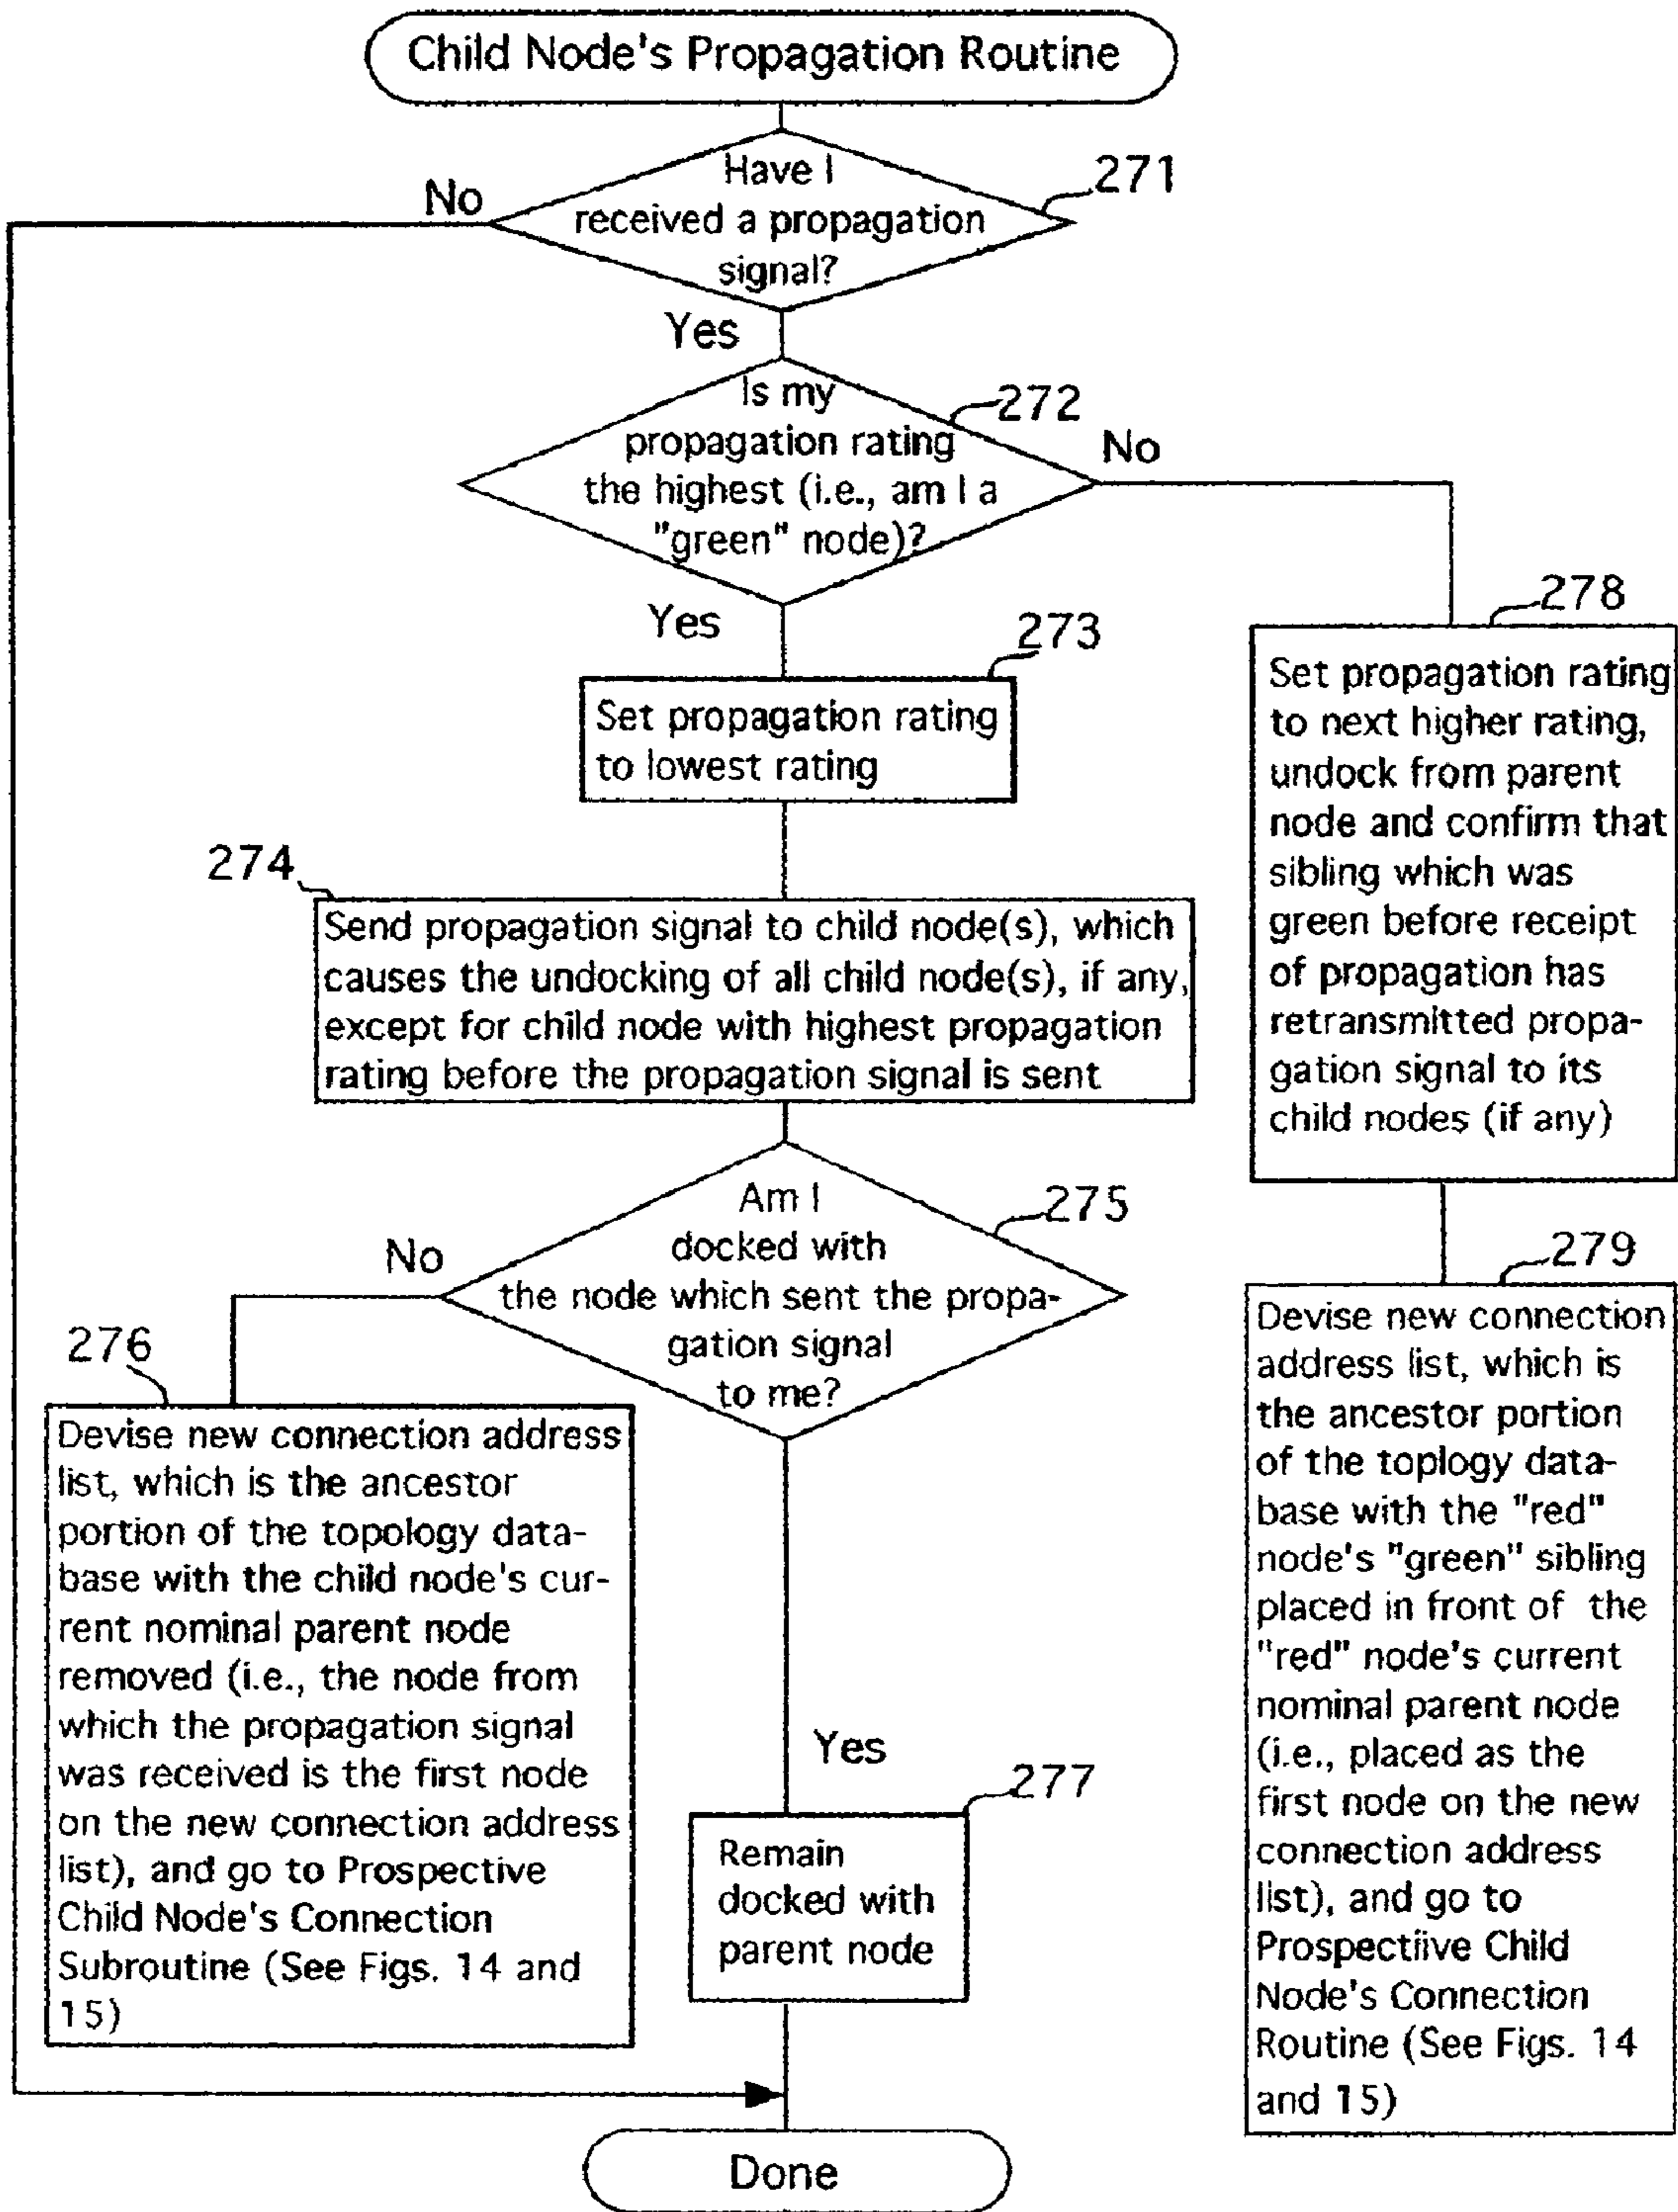 Child Node's Propagation Routine
Have I
received a propagation
signal?
271
No
Yes
Is my
propagation rating
the highest (i.e., am I a
"green" node)?
272
No
Yes
273
Set propagation rating
to lowest rating
278
Set propagation rating
to next higher rating,
undock from parent
node and confirm that
sibling which was
green before receipt
of propagation has
retransmitted propa-
gation signal to its
child nodes (if any)
274
Send propagation signal to child node(s), which
causes the undocking of all child node(s), if any,
except for child node with highest propagation
rating before the propagation signal is sent
Am I
docked with
the node which sent the propa-
gation signal
to me?
275
No
276
Devise new connection address
list, which is the ancestor
portion of the topology data-
base with the child node's cur-
rent nominal parent node
removed (i.e., the node from
which the propagation signal
was received is the first node
on the new connection address
list), and go to Prospective
Child Node's Connection
Subroutine (See Figs. 14 and
15)
Yes
277
Remain
docked with
parent node
279
Devise new connection
address list, which is
the ancestor portion
of the toplogy data-
base with the "red"
node's "green" sibling
placed in front of the
"red" node's current
nominal parent node
(i.e., placed as the
first node on the new
connection address
list), and go to
Prospectiive Child
Node's Connection
Routine (See Figs. 14
and 15)
Done